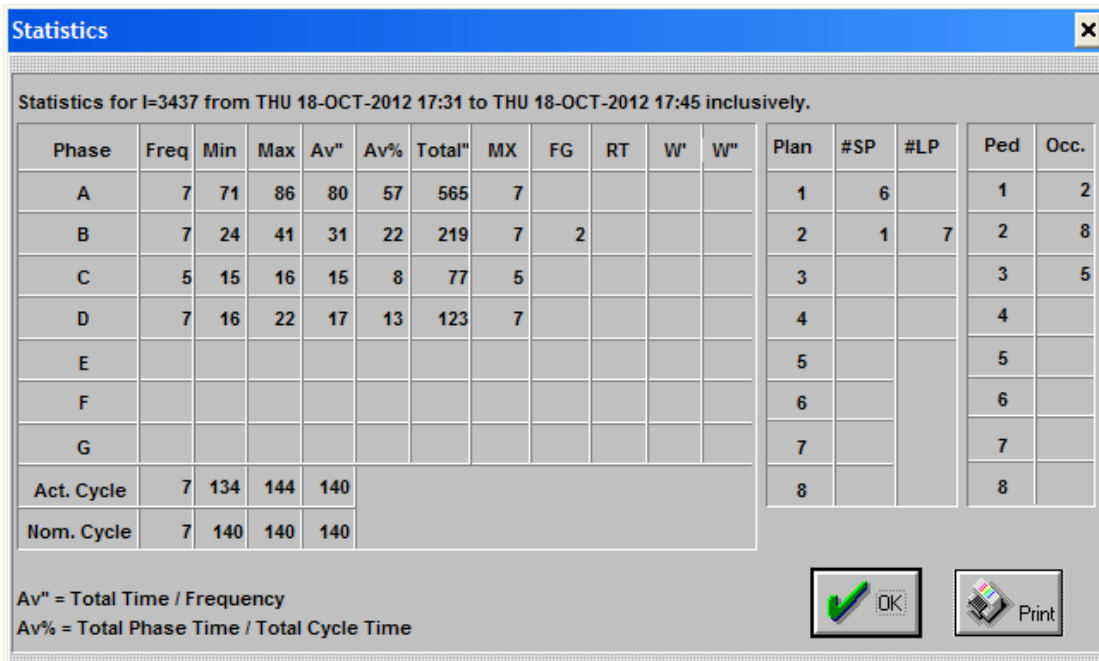 Statistics
Statistics for I=3437 from THU 18-OCT-2012 17:31 to THU 18-OCT-2012 17:45 inclusively.
Phase Freq Min Max Av" Av% Total" MX FG RT W' W" Plan #SP #LP Ped Occ.
A 7 71 86 80 57 565 7 1 6 1 2
B 7 24 41 31 22 219 7 2 2 1 7 2 8
C 5 15 16 15 8 77 5 3 3 5
D 7 16 22 17 13 123 7 4 4
E 5 5
F 6 6
G 7 7
Act. Cycle 7 134 144 140 8 8
Nom. Cycle 7 140 140 140
Av" = Total Time / Frequency
Av% = Total Phase Time / Total Cycle Time
OK Print